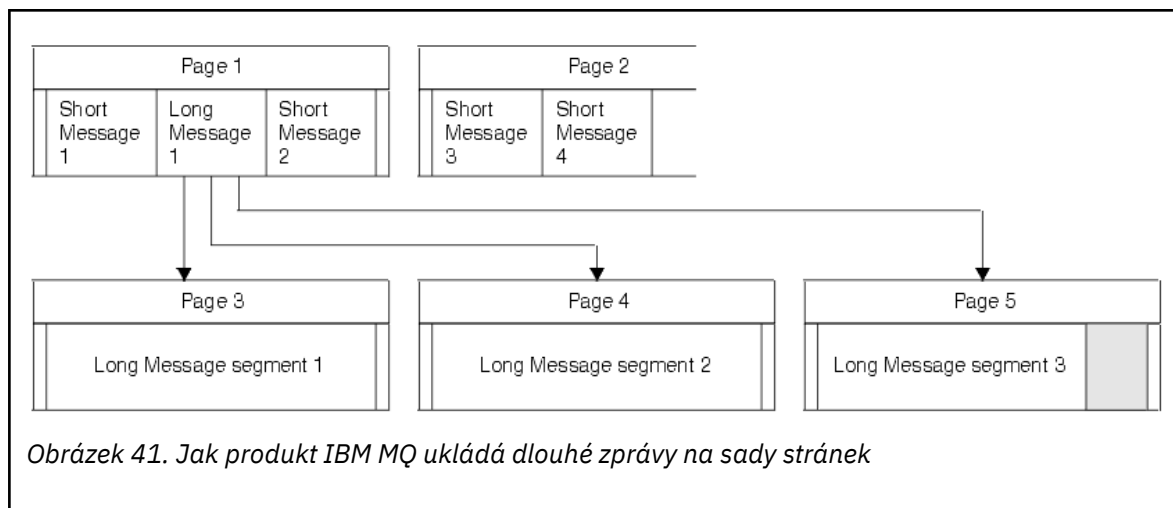 Page 1
Page 2
Short
Message
1
Long
Message
1
Short
Message
2
Short
Message
3
Short
Message
4
Page 3
Page 4
Page 5
Long Message segment 1
Long Message segment 2
Long Message segment 3
Obrázek 41. Jak produkt IBM MQ ukládá dlouhé zprávy na sady stránek